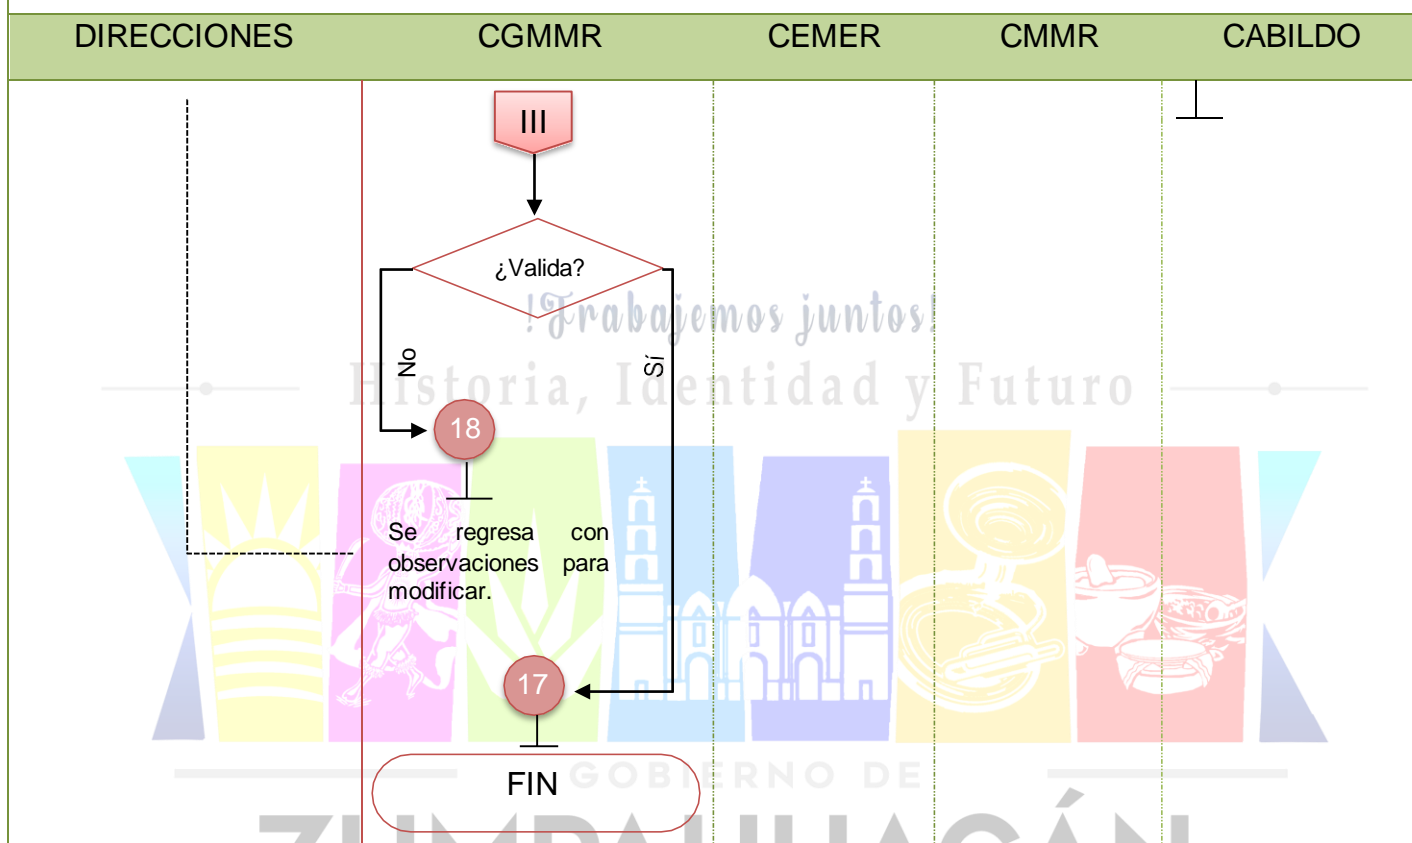 DIRECCIONES CGMMR CEMER CMMR CABILDO
III
¿Valida?
!Trabajemos juntos!
No
Sí
Historia, Identidad y Futuro
18
Se regresa con
observaciones para
modificar.
17
FIN
GOBIERNO DE
ZUMPAHUACÁN